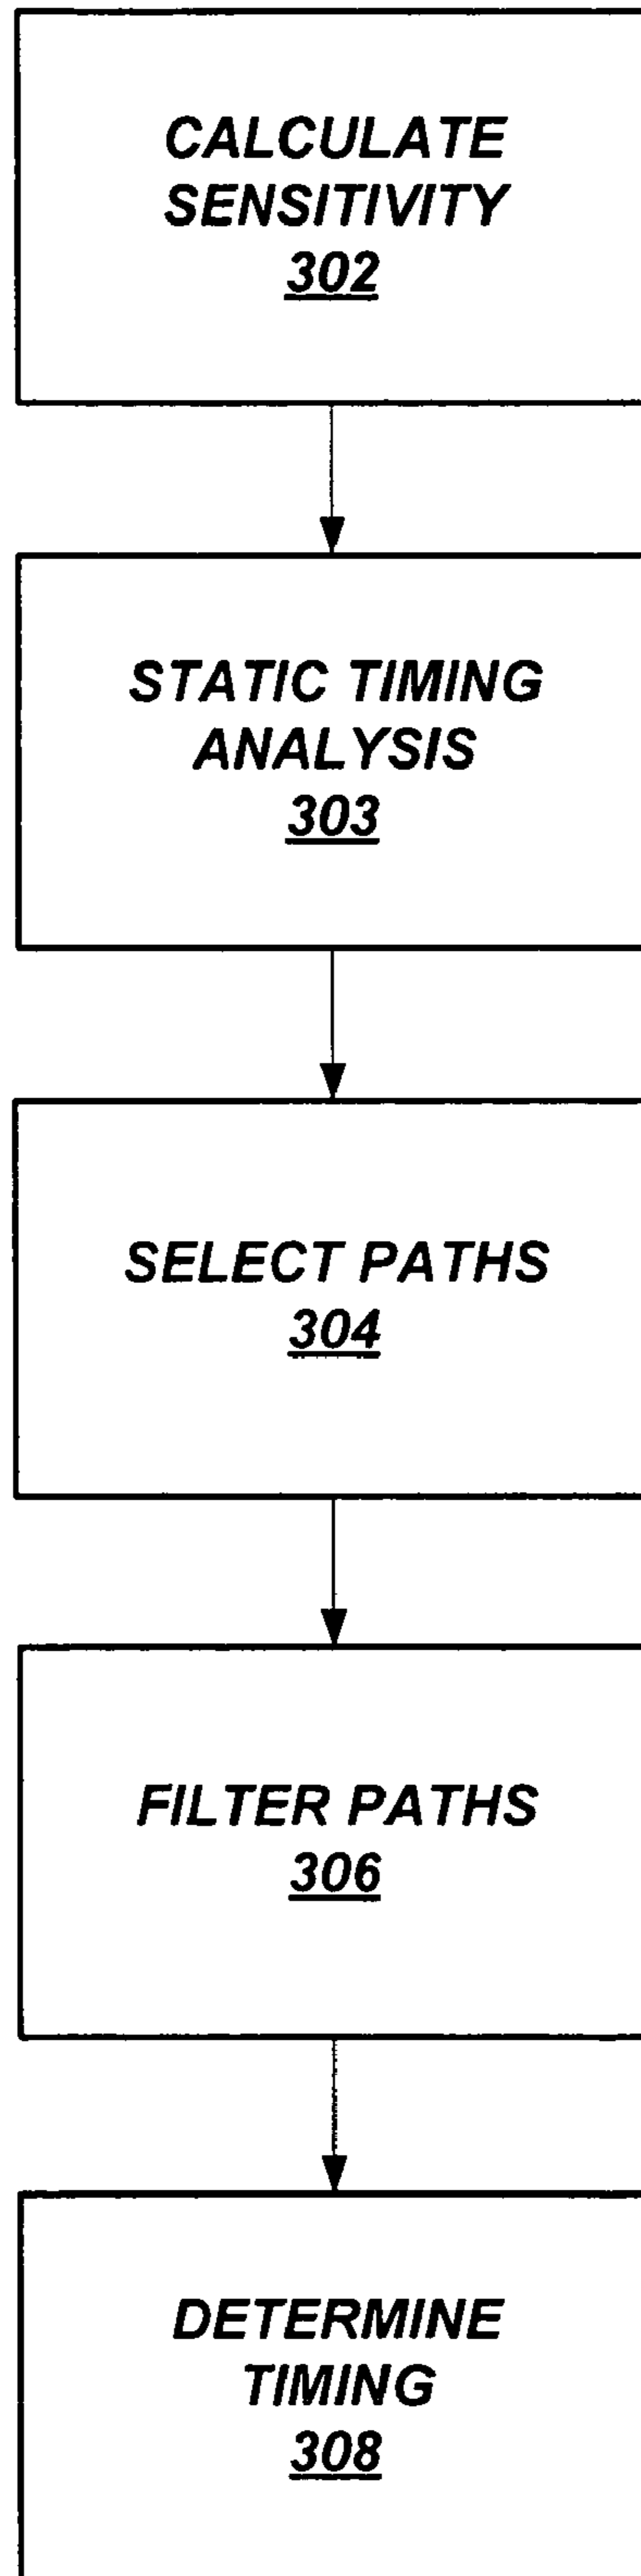 CALCULATE
SENSITIVITY
302
STATIC TIMING
ANALYSIS
303
SELECT PATHS
304
FILTER PATHS
306
DETERMINE
TIMING
308